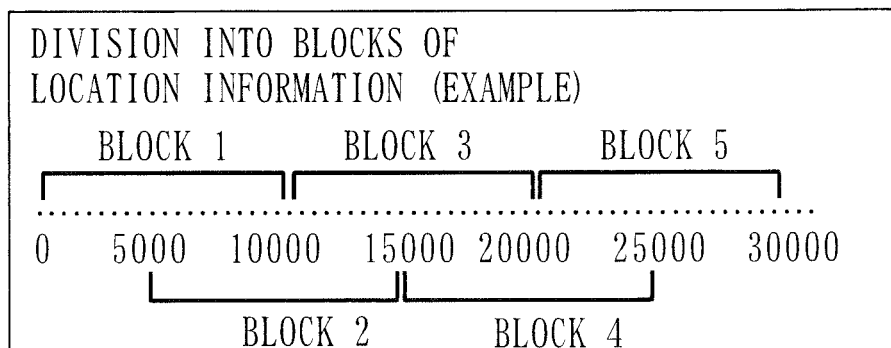 DIVISION INTO BLOCKS OF
LOCATION INFORMATION (EXAMPLE)
BLOCK 1 BLOCK 3 BLOCK 5
0 5000 10000 15000 20000 25000 30000
BLOCK 2 BLOCK 4